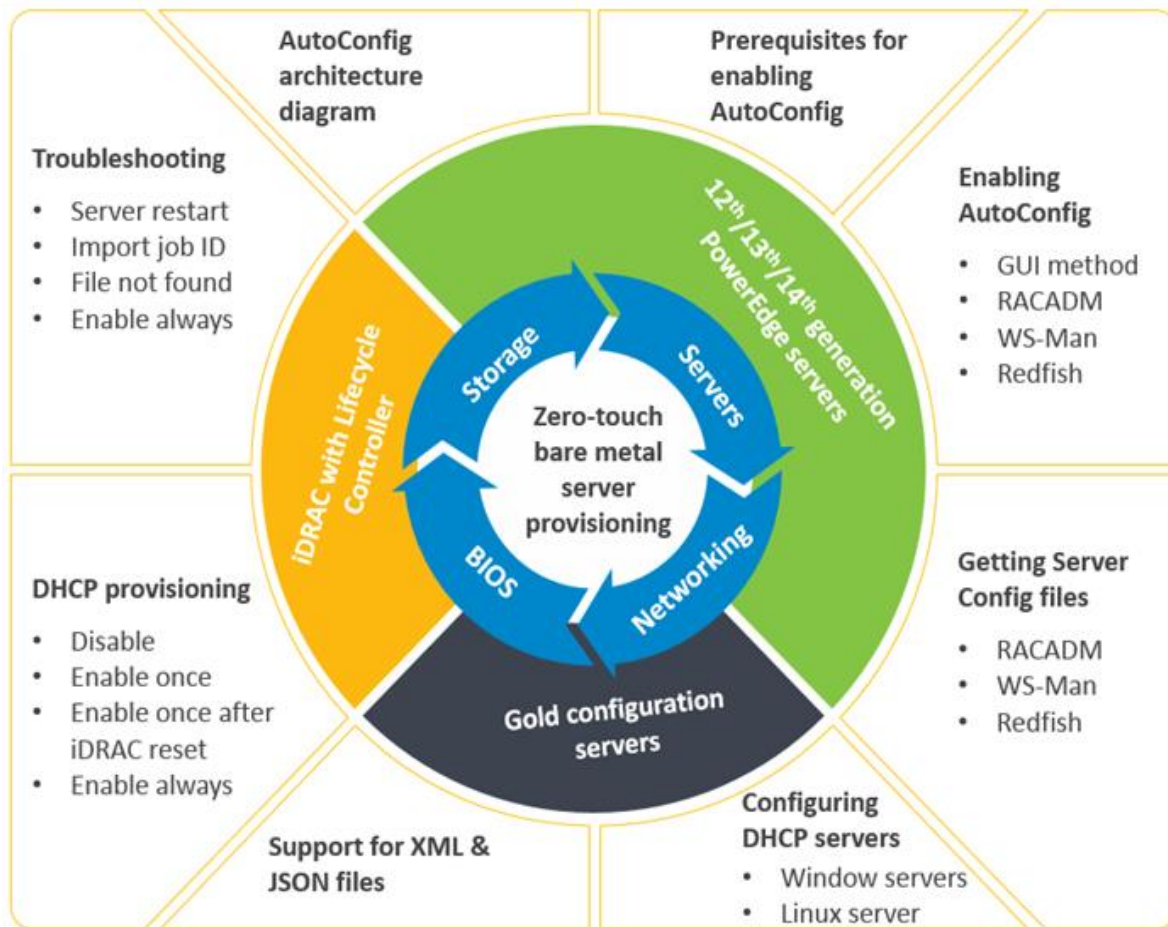 AutoConfig
architecture
diagram
Prerequisites for
enabling
AutoConfig
Troubleshooting
• Server restart
• Import job ID
• File not found
• Enable always
Enabling
AutoConfig
• GUI method
• RACADM
• WS-Man
• Redfish
12th/13th/14th generation
PowerEdge servers
iDRAC with Lifecycle
Controller
Storage
Servers
Zero-touch
bare metal
server
provisioning
BIOS
Networking
Gold configuration
servers
DHCP provisioning
• Disable
• Enable once
• Enable once after
iDRAC reset
• Enable always
Getting Server
Config files
• RACADM
• WS-Man
• Redfish
Support for XML &
JSON files
Configuring
DHCP servers
• Window servers
• Linux server